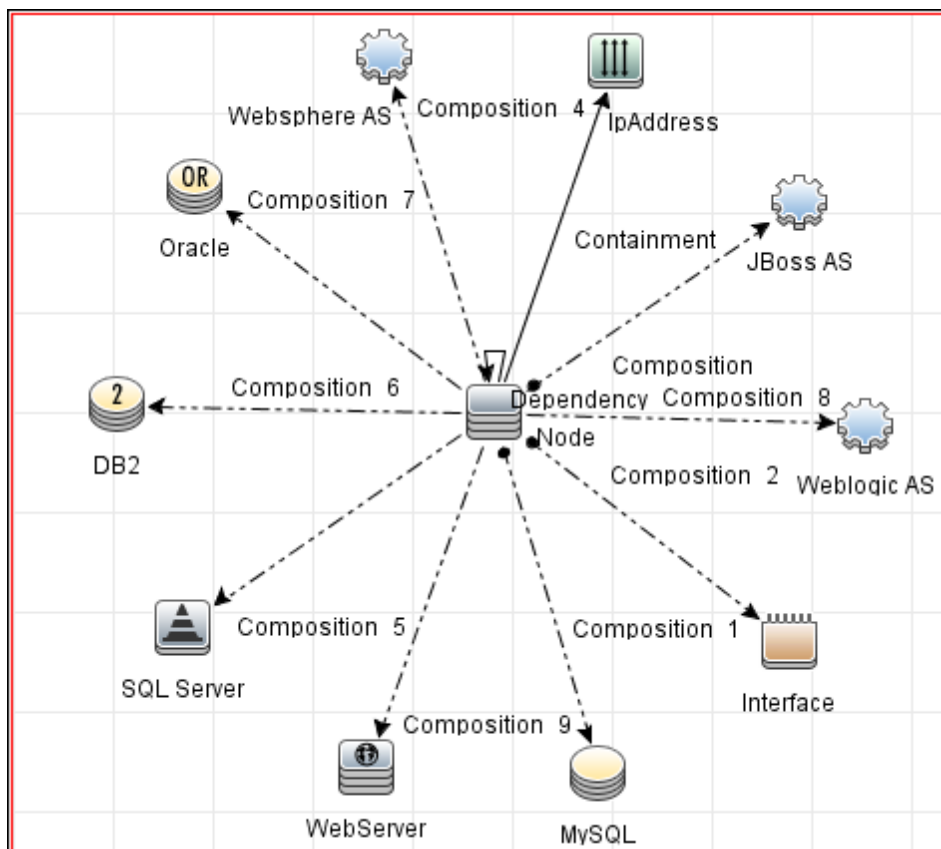 Websphere AS
Composition 4
IpAddress
OR
Composition 7
Oracle
Containment
JBoss AS
Composition
2
Composition 6
Dependency
Composition 8
Node
DB2
Composition 2
Weblogic AS
Composition 5
Composition 1
SQL Server
Interface
Composition 9
WebServer
MySQL